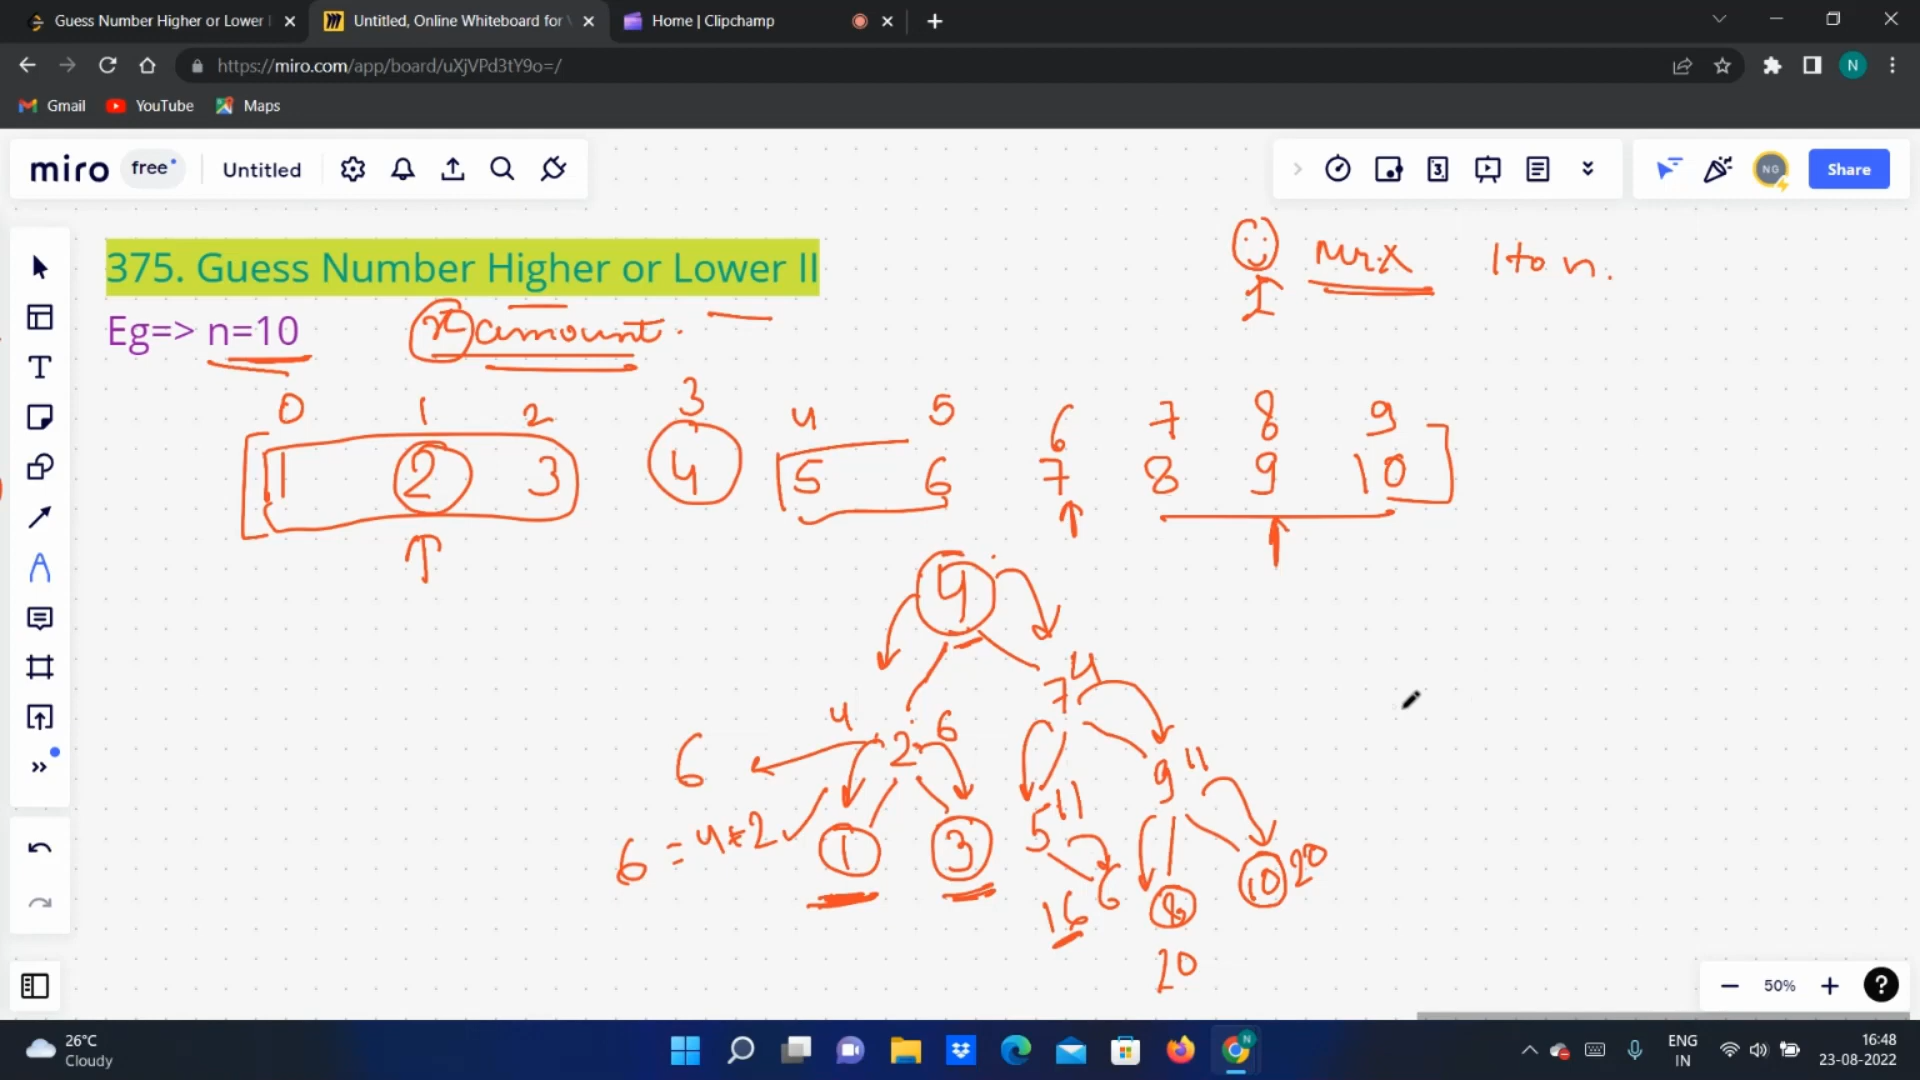 Guess Number Higher or Lower I
Untitled, Online Whiteboard for V
Home | Clipchamp
https://miro.com/app/board/uXjVPd3tY9o=/
N
Gmail
YouTube
Maps
miro
free
Untitled
3
NG
Share
375. Guess Number Higher or Lower II
Mr.X 1 to n.
I
Eg=> n=10
amount.
0 1 2 3 4 5 6 7 8 9
[1 2 3 4 5 6 7 8 9 10]
4
7 4
4 2 6
6
9 11
6 = 4+2
1 3
5 11
6
16
8
10 20
20
50%
26°C
Cloudy
ENG
IN
16:48
23-08-2022